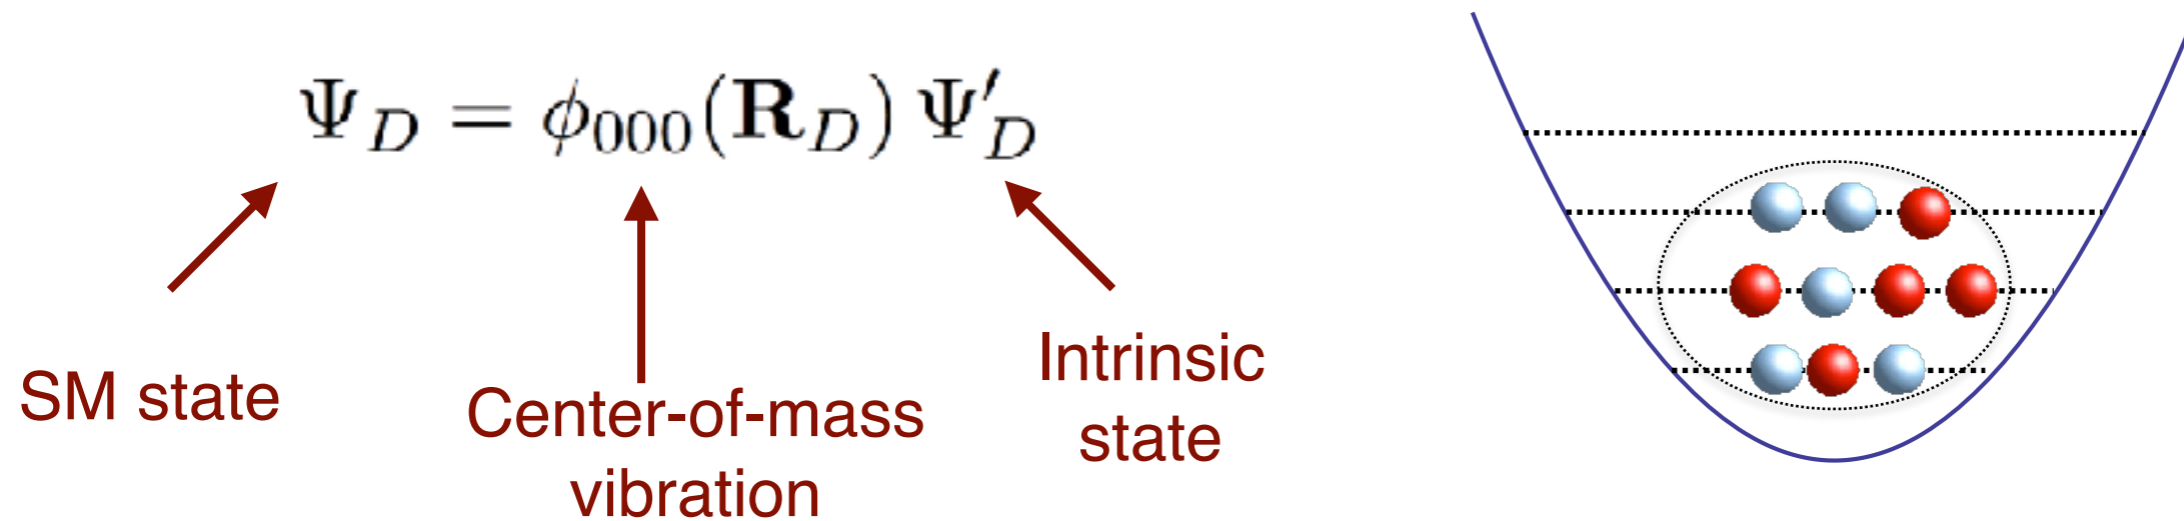 Ψ_D = ϕ_000(𝐑_D) Ψ′_D
SM state
Center-of-mass
vibration
Intrinsic
state